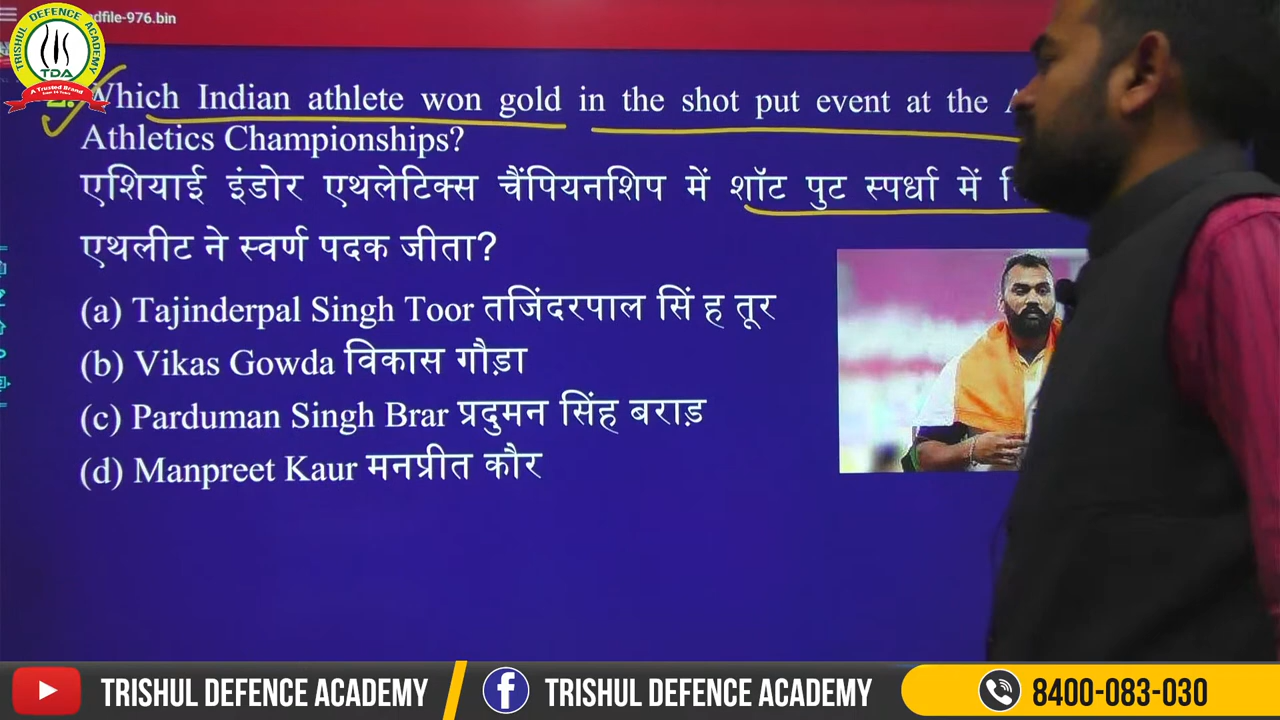 dfile-976.bin
TRISHUL DEFENCE ACADEMY
TDA
A Trusted Brand
Which Indian athlete won gold in the shot put event at the
Athletics Championships?
एशियाई इंडोर एथलेटिक्स चैंपियनशिप में शॉट पुट स्पर्धा में
एथलीट ने स्वर्ण पदक जीता?
(a) Tajinderpal Singh Toor तजिंदरपाल सिं ह तूर
(b) Vikas Gowda विकास गौड़ा
(c) Parduman Singh Brar प्रदुमन सिंह बराड़
(d) Manpreet Kaur मनप्रीत कौर
TRISHUL DEFENCE ACADEMY
TRISHUL DEFENCE ACADEMY
8400-083-030